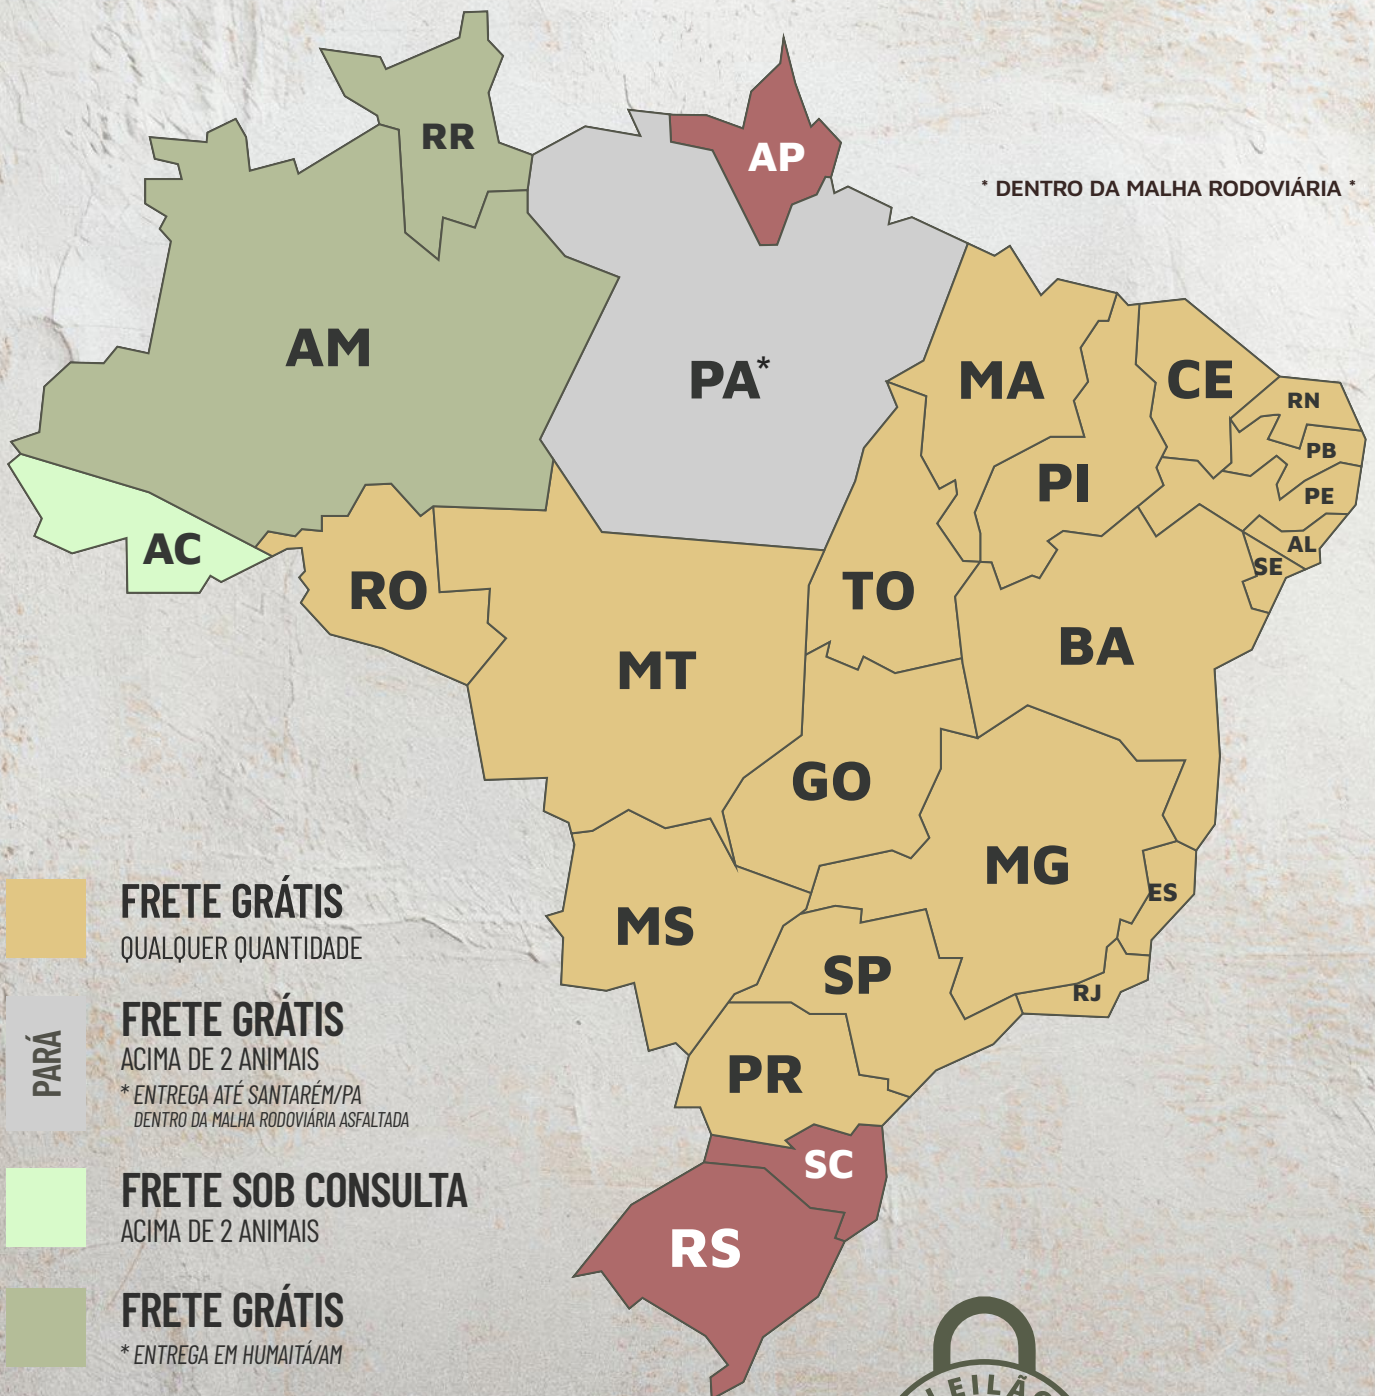 RR
AP
* DENTRO DA MALHA RODOVIÁRIA *
AM
PA*
MA
CE
RN
PB
PI
PE
AL
SE
AC
RO
TO
BA
MT
GO
MG
ES
MS
SP
RJ
PR
SC
RS
FRETE GRÁTIS
QUALQUER QUANTIDADE
PARÁ
FRETE GRÁTIS
ACIMA DE 2 ANIMAIS
* ENTREGA ATÉ SANTARÉM/PA
DENTRO DA MALHA RODOVIÁRIA ASFALTADA
FRETE SOB CONSULTA
ACIMA DE 2 ANIMAIS
FRETE GRÁTIS
* ENTREGA EM HUMAITÁ/AM
LEILÃO